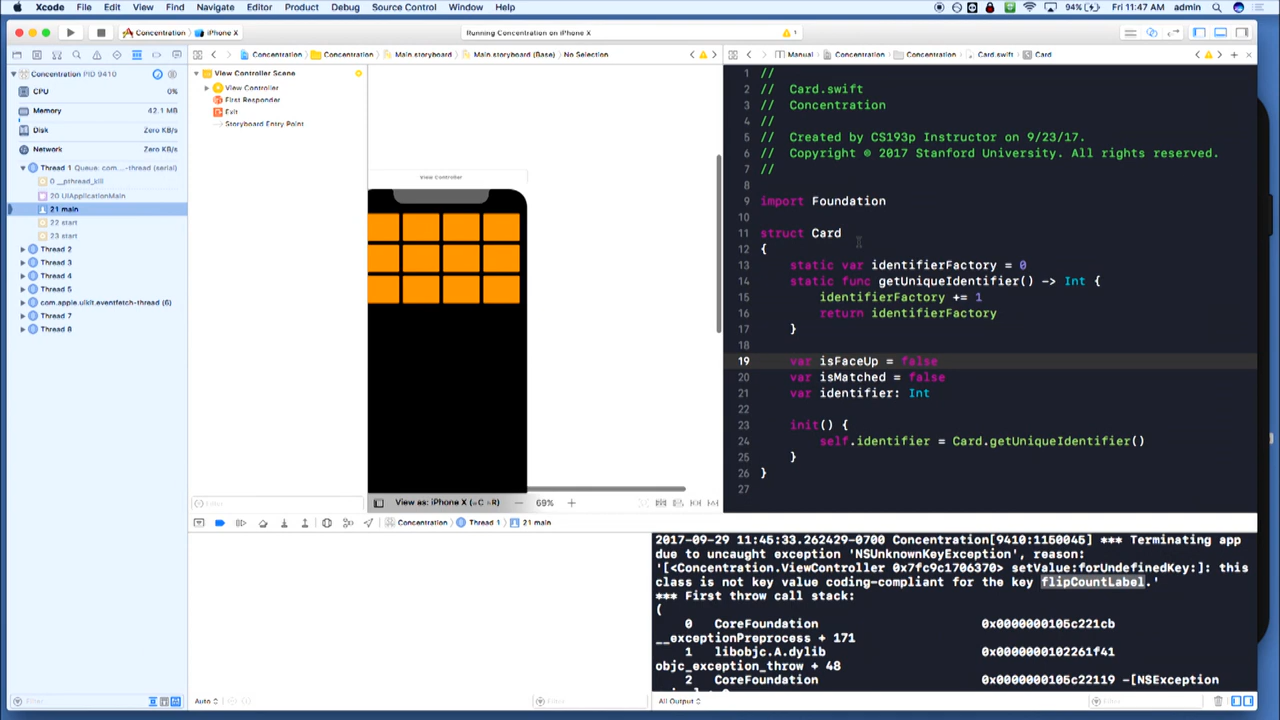 Xcode File Edit View Find Navigate Editor Product Debug Source Control Window Help
94% Fri 11:47 AM admin
Concentration iPhone X
Running Concentration on iPhone X
1
Concentration Concentration Main storyboard Main storyboard (Base) No Selection
Manual Concentration Concentration Card swift Card
Concentration PID 9410
CPU 0%
Memory 42.1 MB
Disk Zero KB/s
Network Zero KB/s
Thread 1 Queue: com...-thread (serial)
0 __pthread_kill
20 UIApplicationMain
21 main
22 start
23 start
Thread 2
Thread 3
Thread 4
Thread 5
com.apple.uikit.eventfetch-thread (6)
Thread 7
Thread 8
View Controller Scene
View Controller
First Responder
Exit
Storyboard Entry Point
View Controller
Filter
View as: iPhone X (wC hR)
69%
1 //
2 // Card.swift
3 // Concentration
4 //
5 // Created by CS193p Instructor on 9/23/17.
6 // Copyright © 2017 Stanford University. All rights reserved.
7 //
8
9 import Foundation
10
11 struct Card
12 {
13 static var identifierFactory = 0
14 static func getUniqueIdentifier() -> Int {
15 identifierFactory += 1
16 return identifierFactory
17 }
18
19 var isFaceUp = false
20 var isMatched = false
21 var identifier: Int
22
23 init() {
24 self.identifier = Card.getUniqueIdentifier()
25 }
26 }
27
Concentration Thread 1 21 main
2017-09-29 11:45:33.262429-0700 Concentration[9410:1150045] *** Terminating app
due to uncaught exception 'NSUnknownKeyException', reason:
'[<Concentration.ViewController 0x7fc9c1706370> setValue:forUndefinedKey:]: this
class is not key value coding-compliant for the key flipCountLabel.'
*** First throw call stack:
(
0 CoreFoundation 0x0000000105c221cb
__exceptionPreprocess + 171
1 libobjc.A.dylib 0x0000000102261f41
objc_exception_throw + 48
2 CoreFoundation 0x0000000105c22119 -[NSException
Filter
Auto
Filter
All Output
Filter